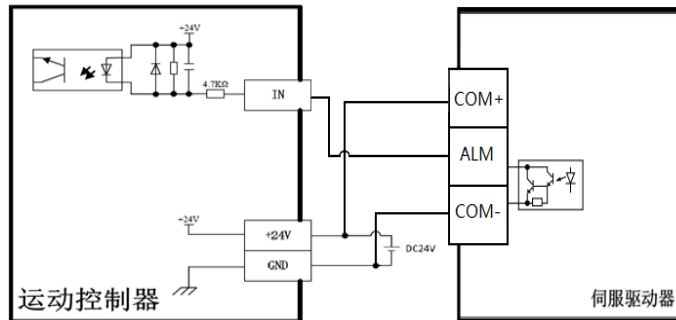 +24V
4.7KΩ
IN
COM+
ALM
COM-
+24V
+24V
DC24V
GND
运动控制器
伺服驱动器